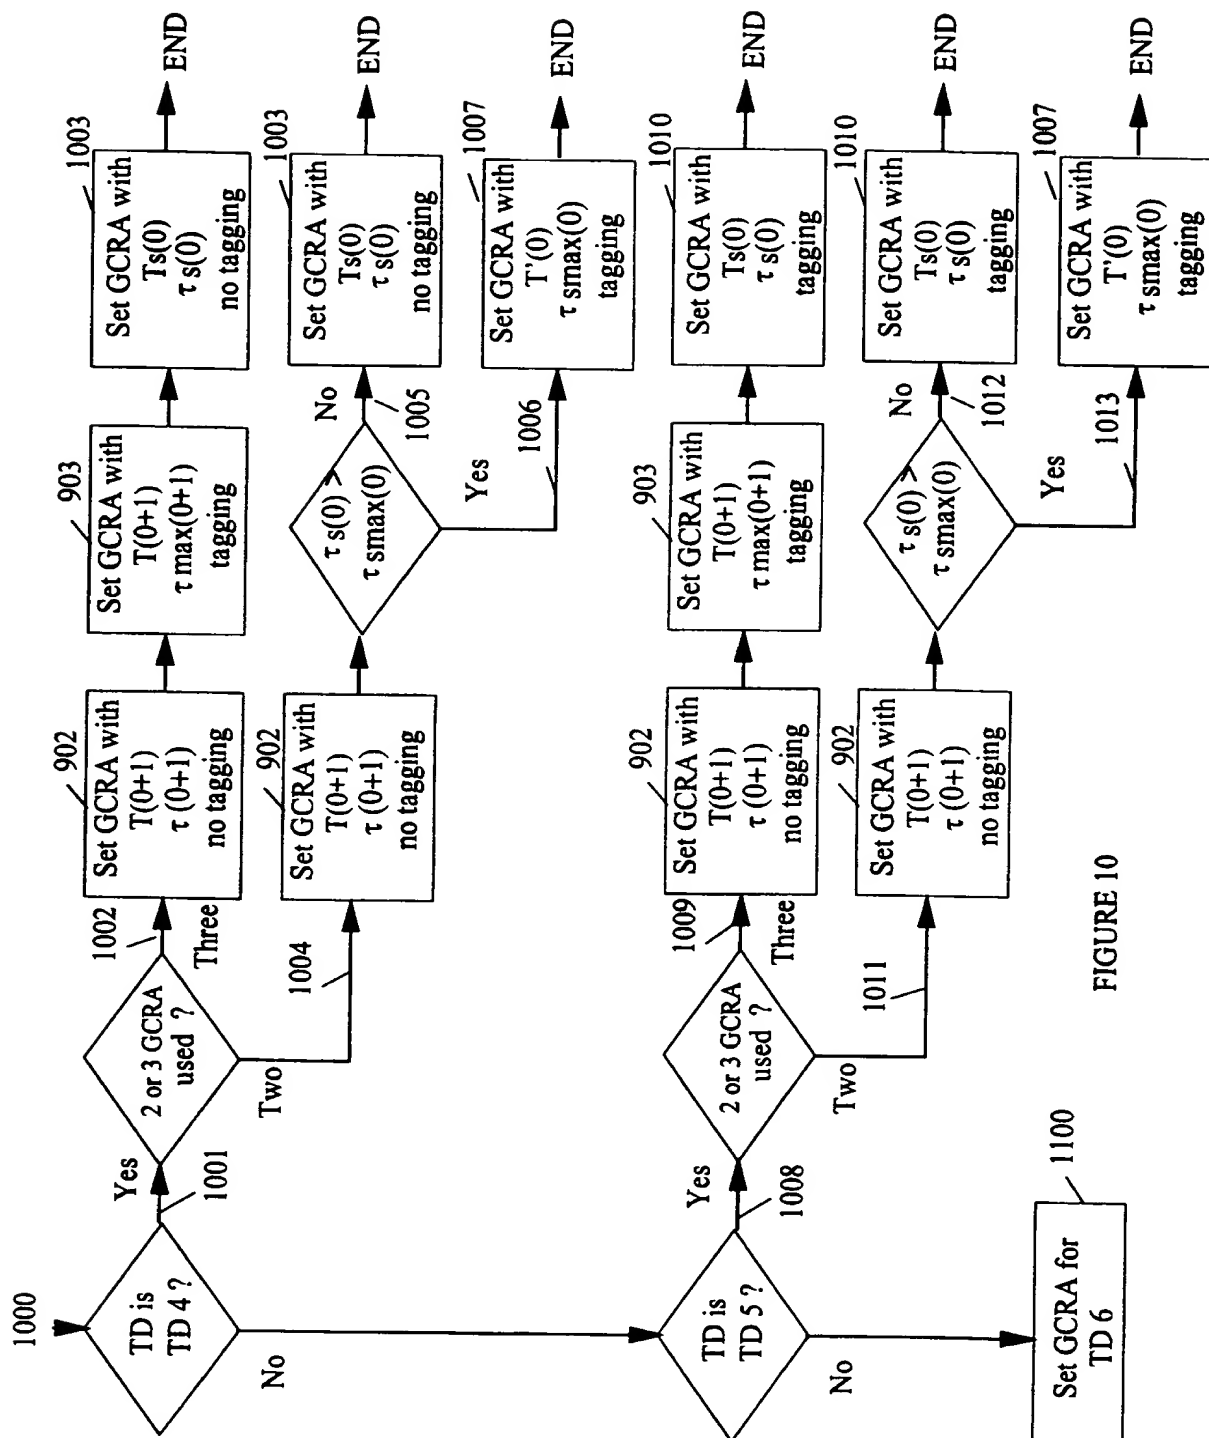 1000
TD is
TD 4 ?
Yes
1001
No
2 or 3 GCRA
used ?
1002
Three
Two
1004
902
Set GCRA with
T(0+1)
τ (0+1)
no tagging
903
Set GCRA with
T(0+1)
τ max(0+1)
tagging
1003
Set GCRA with
Ts(0)
τ s(0)
no tagging
END
902
Set GCRA with
T(0+1)
τ (0+1)
no tagging
τ s(0) >
τ smax(0)
No
1005
Yes
1006
1003
Set GCRA with
Ts(0)
τ s(0)
no tagging
END
1007
Set GCRA with
T'(0)
τ smax(0)
tagging
END
TD is
TD 5 ?
Yes
1008
No
2 or 3 GCRA
used ?
1009
Three
Two
1011
902
Set GCRA with
T(0+1)
τ (0+1)
no tagging
903
Set GCRA with
T(0+1)
τ max(0+1)
tagging
1010
Set GCRA with
Ts(0)
τ s(0)
tagging
END
902
Set GCRA with
T(0+1)
τ (0+1)
no tagging
τ s(0) >
τ smax(0)
No
1012
Yes
1013
1010
Set GCRA with
Ts(0)
τ s(0)
tagging
END
1007
Set GCRA with
T'(0)
τ smax(0)
tagging
END
1100
Set GCRA for
TD 6
FIGURE 10